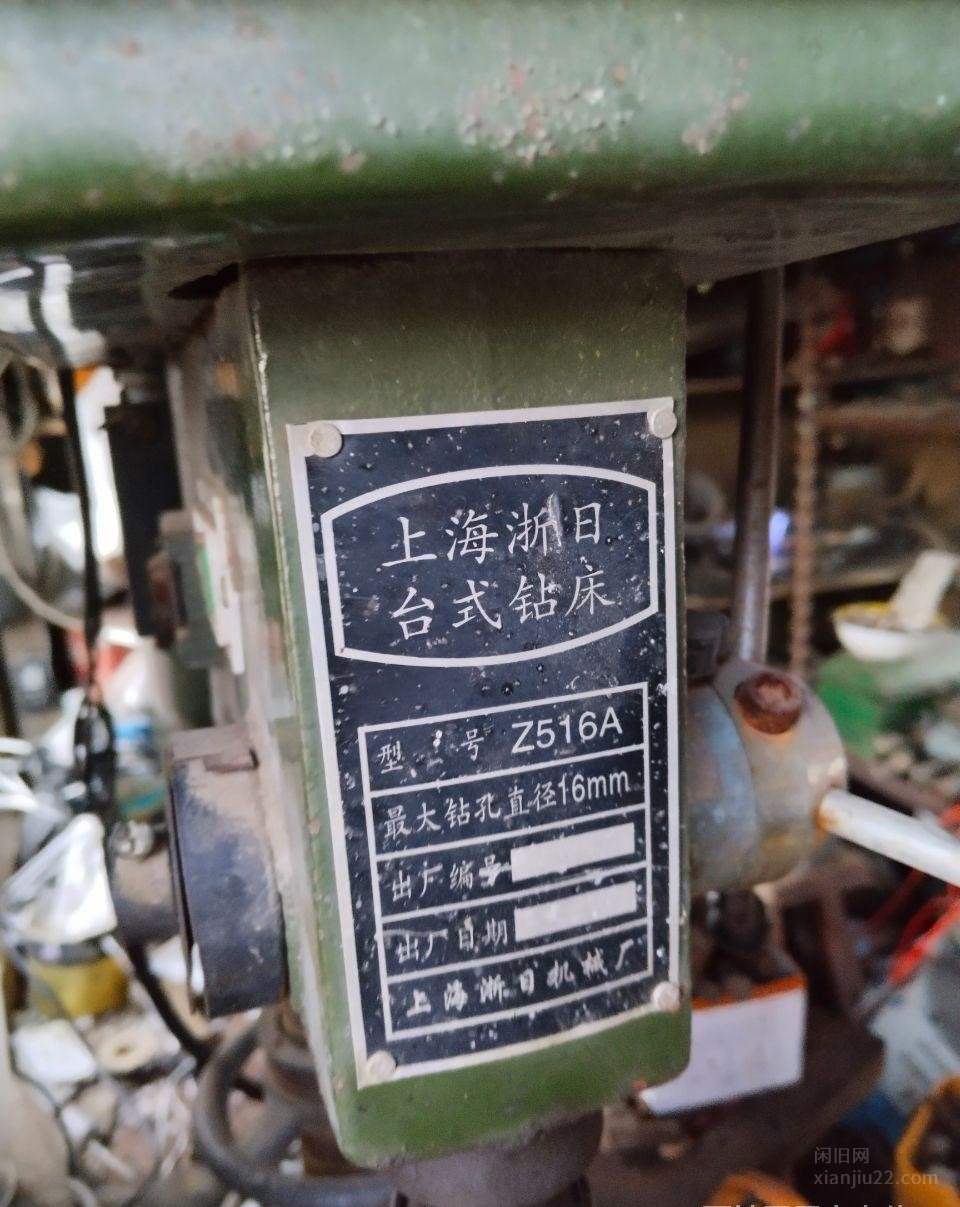 上海浙日
台式钻床
型 号 Z516A
最大钻孔直径16mm
出厂编号
出厂日期
上海浙日机械厂
闲旧网
xianjiu22.com